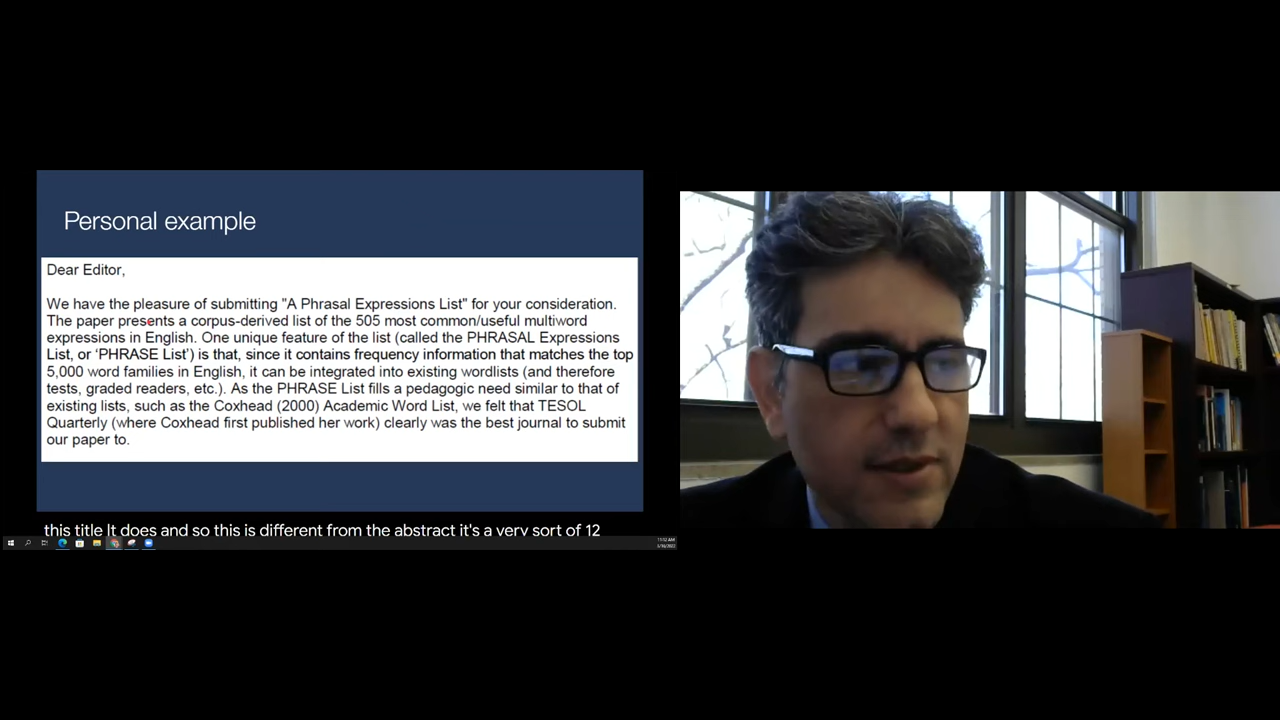 Personal example
Dear Editor,
We have the pleasure of submitting "A Phrasal Expressions List" for your consideration.
The paper presents a corpus-derived list of the 505 most common/useful multiword
expressions in English. One unique feature of the list (called the PHRASAL Expressions
List, or ‘PHRASE List’) is that, since it contains frequency information that matches the top
5,000 word families in English, it can be integrated into existing wordlists (and therefore
tests, graded readers, etc.). As the PHRASE List fills a pedagogic need similar to that of
existing lists, such as the Coxhead (2000) Academic Word List, we felt that TESOL
Quarterly (where Coxhead first published her work) clearly was the best journal to submit
our paper to.
this title It does and so this is different from the abstract it's a very sort of 12